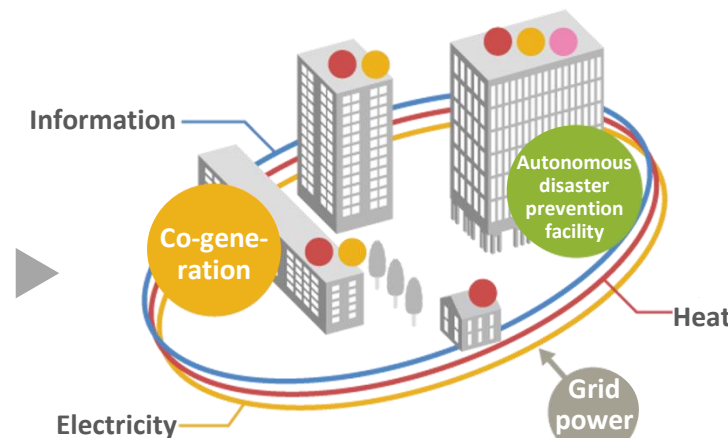 Information
Autonomous
disaster
prevention
facility
Co-gene-
ration
Heat
Grid
power
Electricity